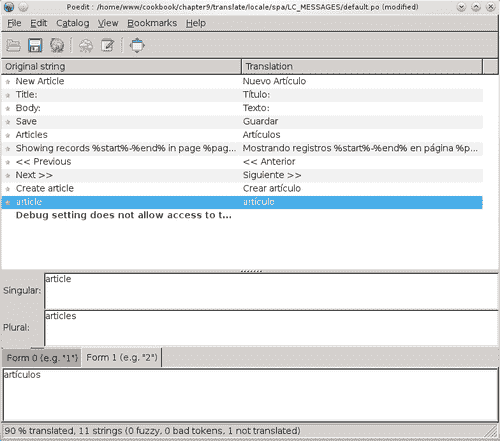 Poedit : /home/www/cookbook/chapter9/translate/locale/spa/LC_MESSAGES/default.po (modified)
File Edit Catalog View Bookmarks Help
Original string Translation
New Article Nuevo Artículo
Title: Título:
Body: Texto:
Save Guardar
Articles Artículos
Showing records %start%-%end% in page %pag... Mostrando registros %start%-%end% en página %p...
<< Previous << Anterior
Next >> Siguiente >>
Create article Crear artículo
article artículo
Debug setting does not allow access to t...
Singular: article
Plural: articles
Form 0 (e.g. "1") Form 1 (e.g. "2")
artículos
90 % translated, 11 strings (0 fuzzy, 0 bad tokens, 1 not translated)